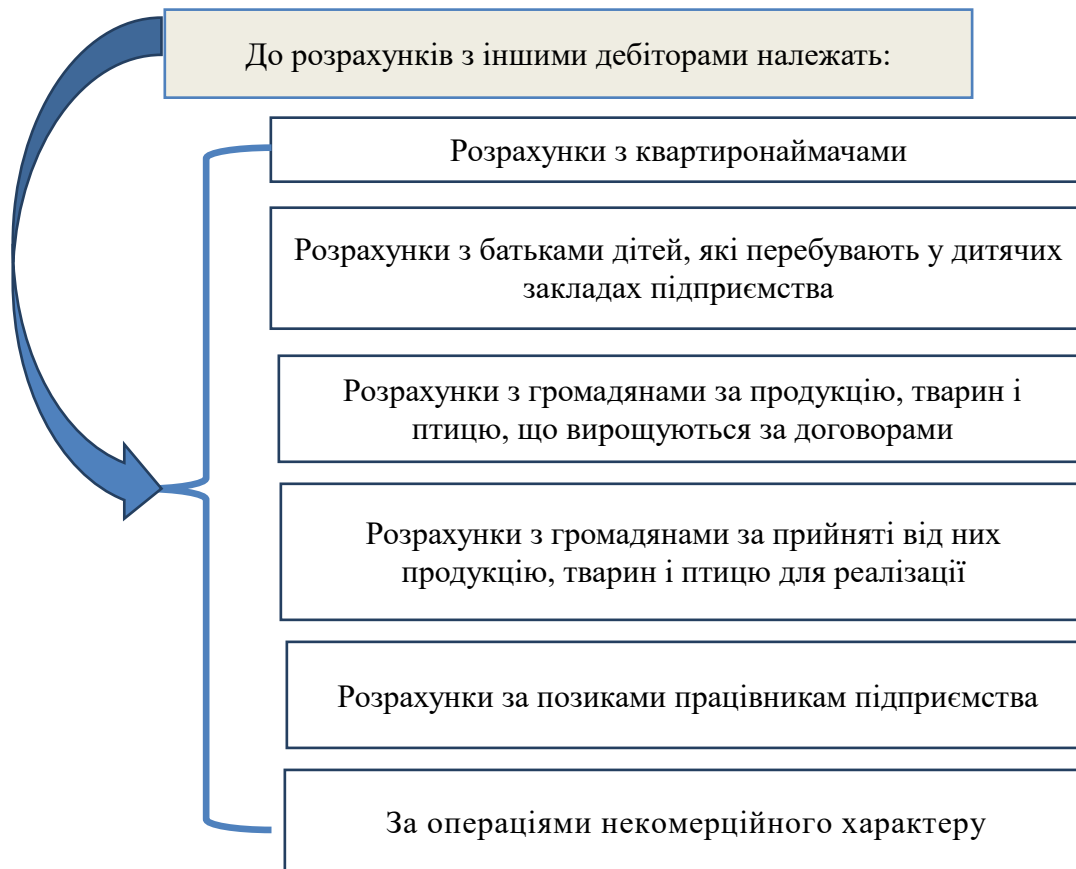 До розрахунків з іншими дебіторами належать:
Розрахунки з квартиронаймачами
Розрахунки з батьками дітей, які перебувають у дитячих
закладах підприємства
Розрахунки з громадянами за продукцію, тварин і
птицю, що вирощуються за договорами
Розрахунки з громадянами за прийняті від них
продукцію, тварин і птицю для реалізації
Розрахунки за позиками працівникам підприємства
За операціями некомерційного характеру